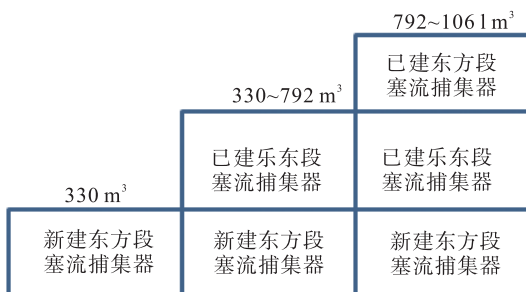 792~1061m³
已建东方段
塞流捕集器
330~792 m³
已建乐东段
塞流捕集器
已建乐东段
塞流捕集器
330 m³
新建东方段
塞流捕集器
新建东方段
塞流捕集器
新建东方段
塞流捕集器